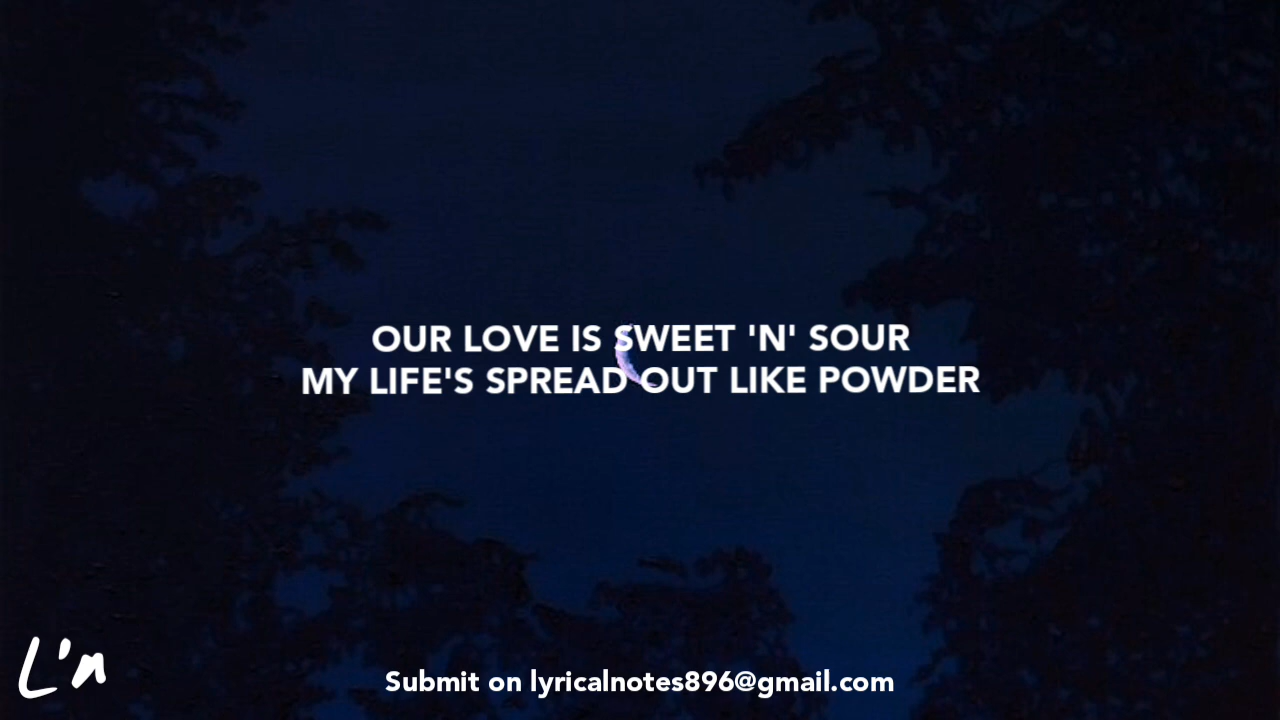 OUR LOVE IS SWEET 'N' SOUR
MY LIFE'S SPREAD OUT LIKE POWDER
L'n
Submit on lyricalnotes896@gmail.com